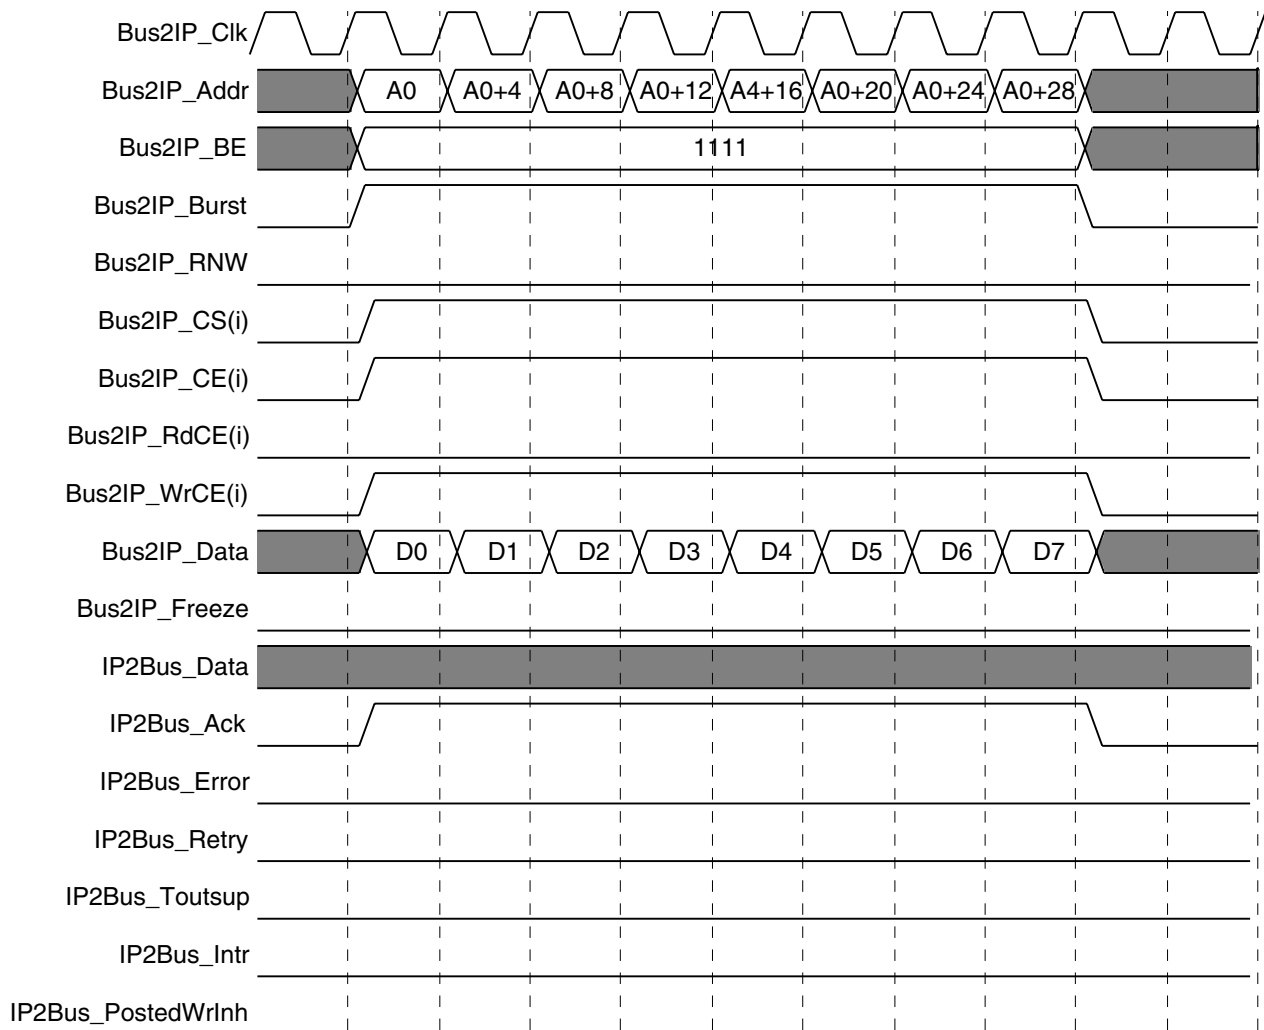 Bus2IP_Clk
Bus2IP_Addr A0 A0+4 A0+8 A0+12 A4+16 A0+20 A0+24 A0+28
Bus2IP_BE 1111
Bus2IP_Burst
Bus2IP_RNW
Bus2IP_CS(i)
Bus2IP_CE(i)
Bus2IP_RdCE(i)
Bus2IP_WrCE(i)
Bus2IP_Data D0 D1 D2 D3 D4 D5 D6 D7
Bus2IP_Freeze
IP2Bus_Data
IP2Bus_Ack
IP2Bus_Error
IP2Bus_Retry
IP2Bus_Toutsup
IP2Bus_Intr
IP2Bus_PostedWrInh